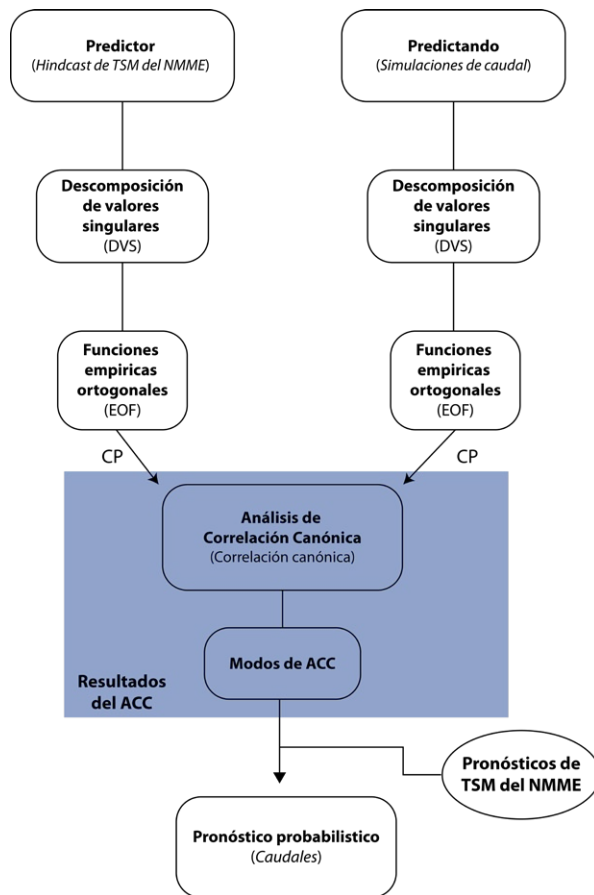 Predictor
(Hindcast de TSM del NMME)
Predictando
(Simulaciones de caudal)
Descomposición
de valores
singulares
(DVS)
Descomposición
de valores
singulares
(DVS)
Funciones
empiricas
ortogonales
(EOF)
Funciones
empiricas
ortogonales
(EOF)
CP
CP
Análisis de
Correlación Canónica
(Correlación canónica)
Modos de ACC
Resultados
del ACC
Pronósticos de
TSM del NMME
Pronóstico probabilistico
(Caudales)